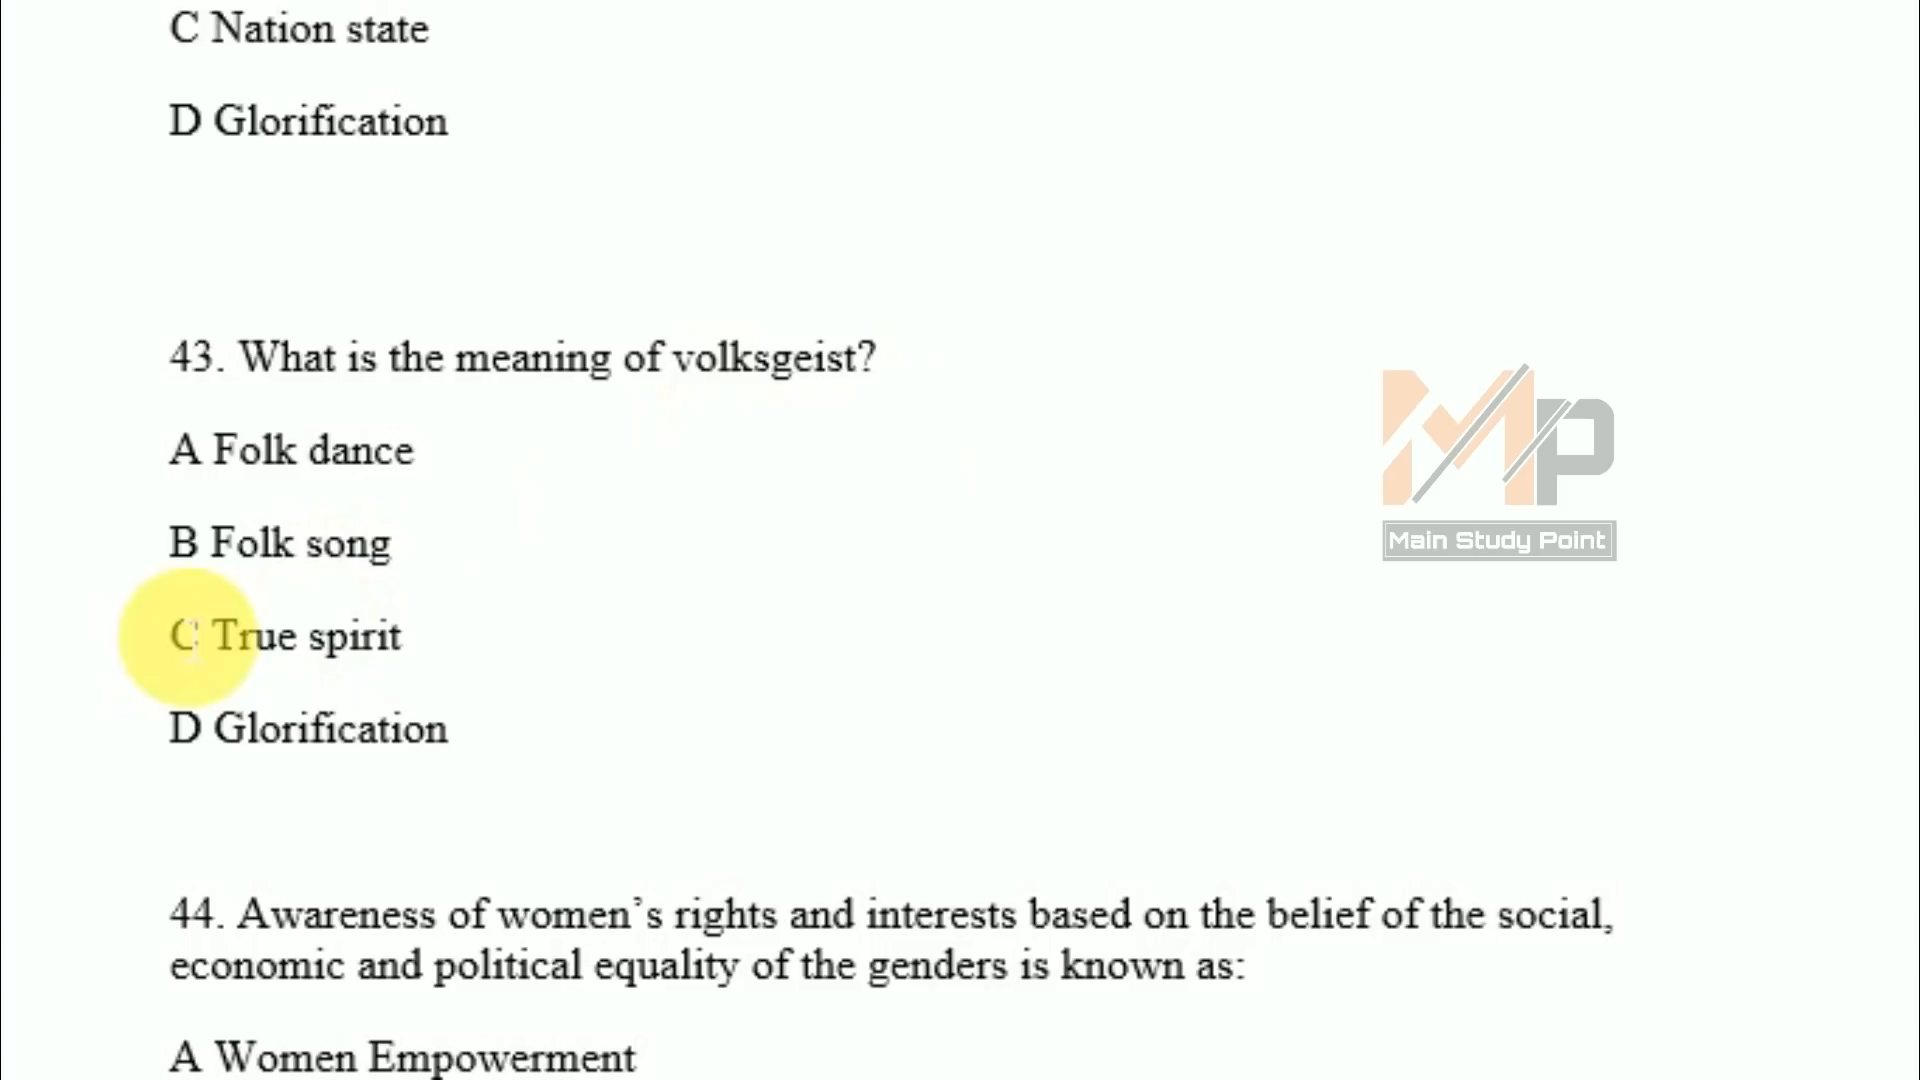 C Nation state
D Glorification
43. What is the meaning of volksgeist?
A Folk dance
B Folk song
C True spirit
D Glorification
MP
Main Study Point
44. Awareness of women’s rights and interests based on the belief of the social,
economic and political equality of the genders is known as:
A Women Empowerment